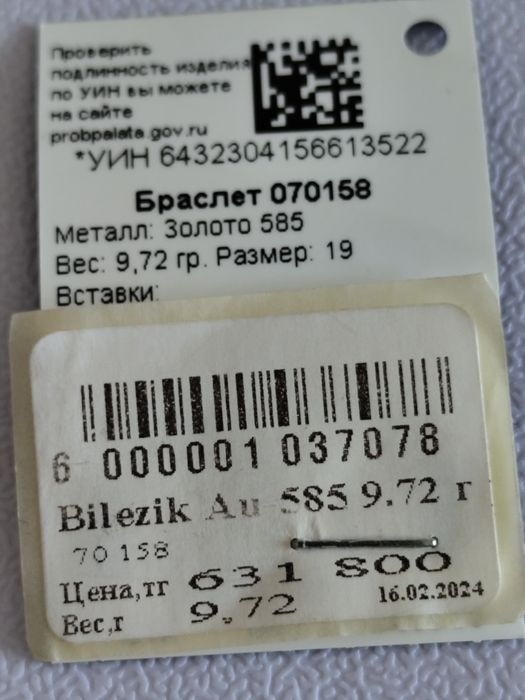 Проверить
подлинность изделия
по УИН вы можете
на сайте
probpalata.gov.ru
*УИН 6432304156613522
Браслет 070158
Металл: Золото 585
Вес: 9,72 гр. Размер: 19
Вставки:
6 000001 037078
Bilezik Au 585 9.72 г
70 158
Цена,тг 631 800
Вес,г 9,72 16.02.2024